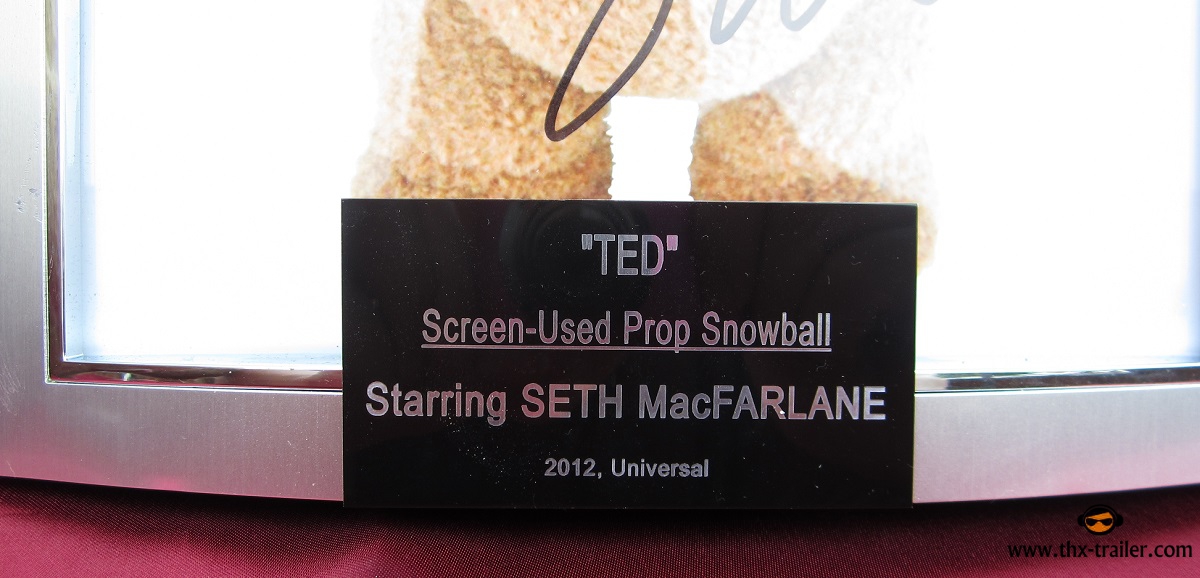 "TED"
Screen-Used Prop Snowball
Starring SETH MacFARLANE
2012, Universal
www.thx-trailer.com